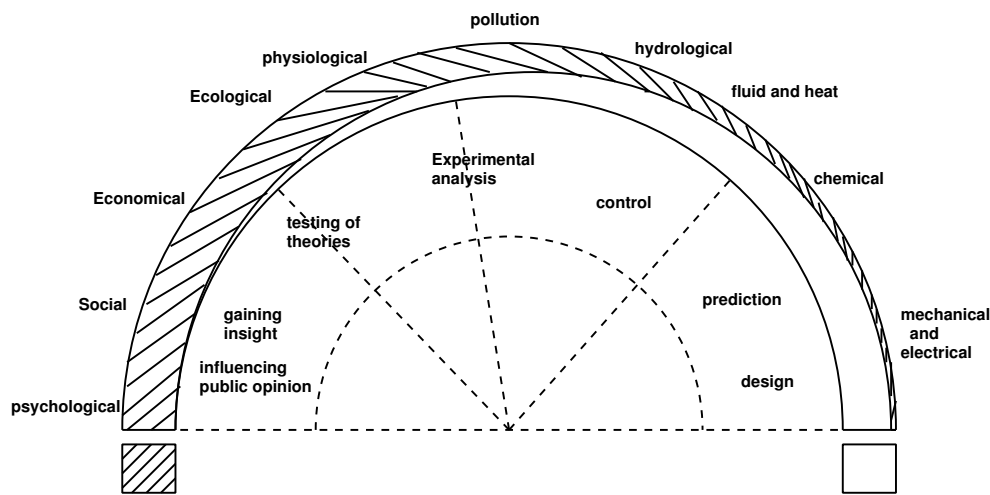 pollution
physiological
hydrological
Ecological
fluid and heat
Experimental
analysis
chemical
Economical
control
testing of
theories
Social
prediction
gaining
insight
mechanical
and
electrical
influencing
public opinion
design
psychological